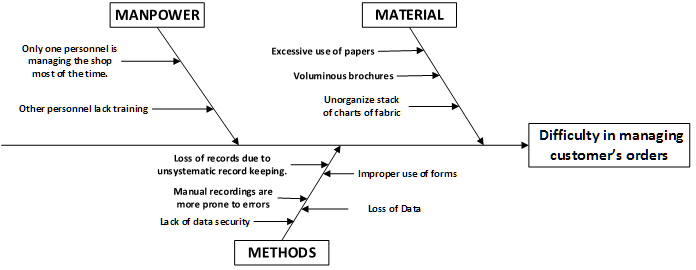 MANPOWER
MATERIAL
Only one personnel is
managing the shop
most of the time.
Other personnel lack training
Excessive use of papers
Voluminous brochures
Unorganize stack
of charts of fabric
Difficulty in managing
customer's orders
Loss of records due to
unsystematic record keeping.
Improper use of forms
Manual recordings are
more prone to errors
Loss of Data
Lack of data security
METHODS